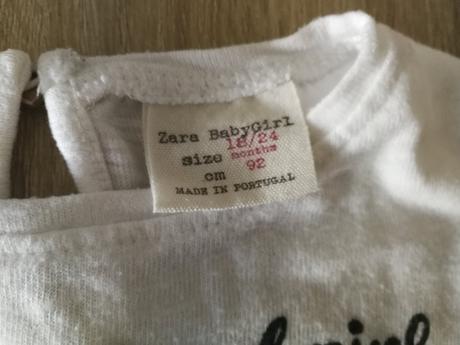 Zara BabyGirl
size 18/24 months
cm 92
MADE IN PORTUGAL